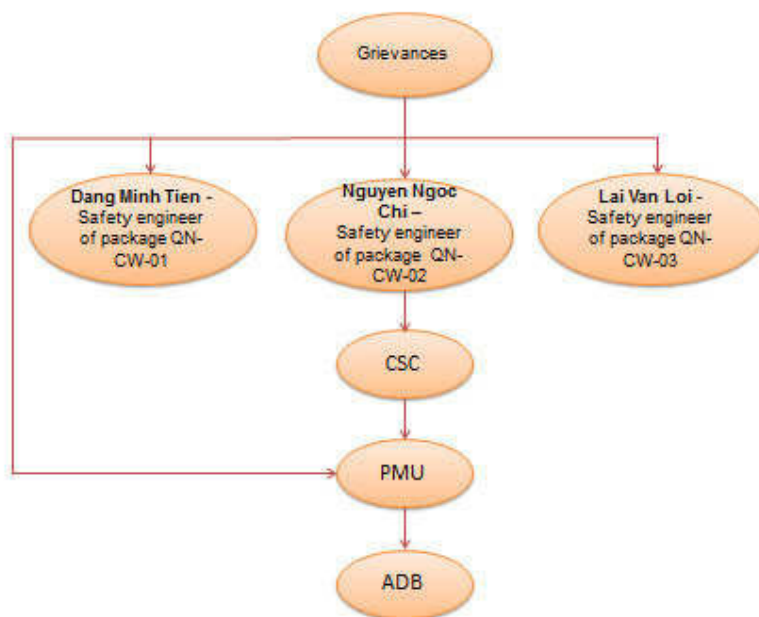 Grievances
Dang Minh Tien -
Safety engineer
of package QN-
CW-01
Nguyen Ngoc
Chi –
Safety engineer
of package QN-
CW-02
Lai Van Loi -
Safety engineer
of package QN-
CW-03
CSC
PMU
ADB